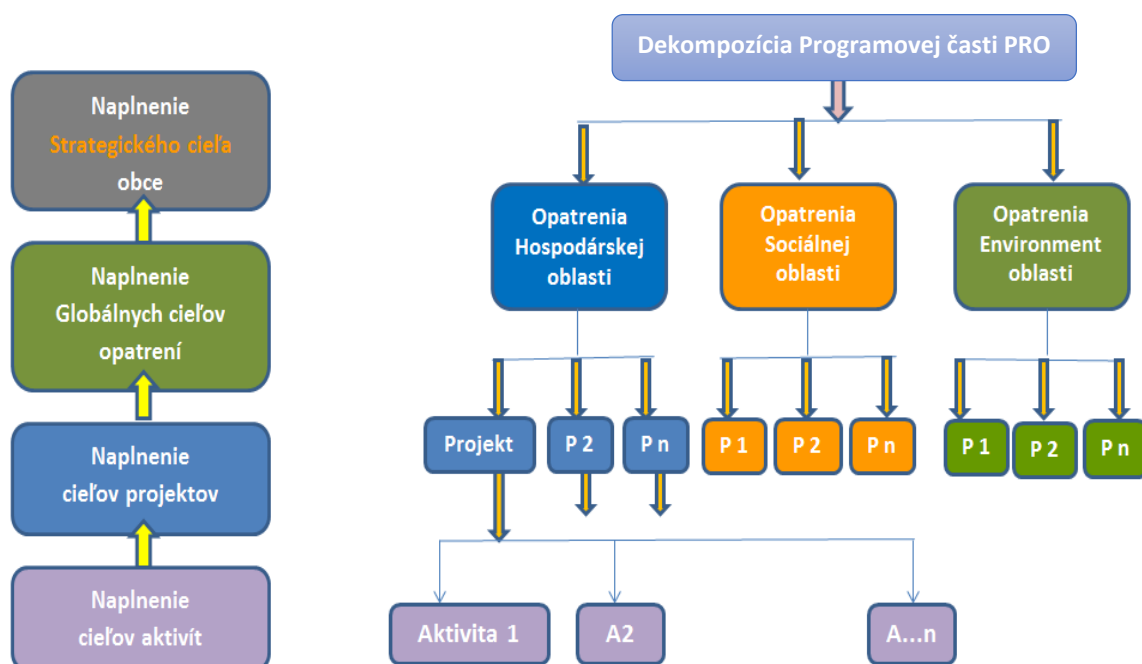 Dekompozícia Programovej časti PRO
Naplnenie
Strategického cieľa
obce
Naplnenie
Globálnych cieľov
opatrení
Naplnenie
cieľov projektov
Naplnenie
cieľov aktivít
Opatrenia
Hospodárskej
oblasti
Opatrenia
Sociálnej
oblasti
Opatrenia
Environment
oblasti
Projekt
P 2
P n
P 1
P 2
P n
P 1
P 2
P n
Aktivita 1
A2
A...n